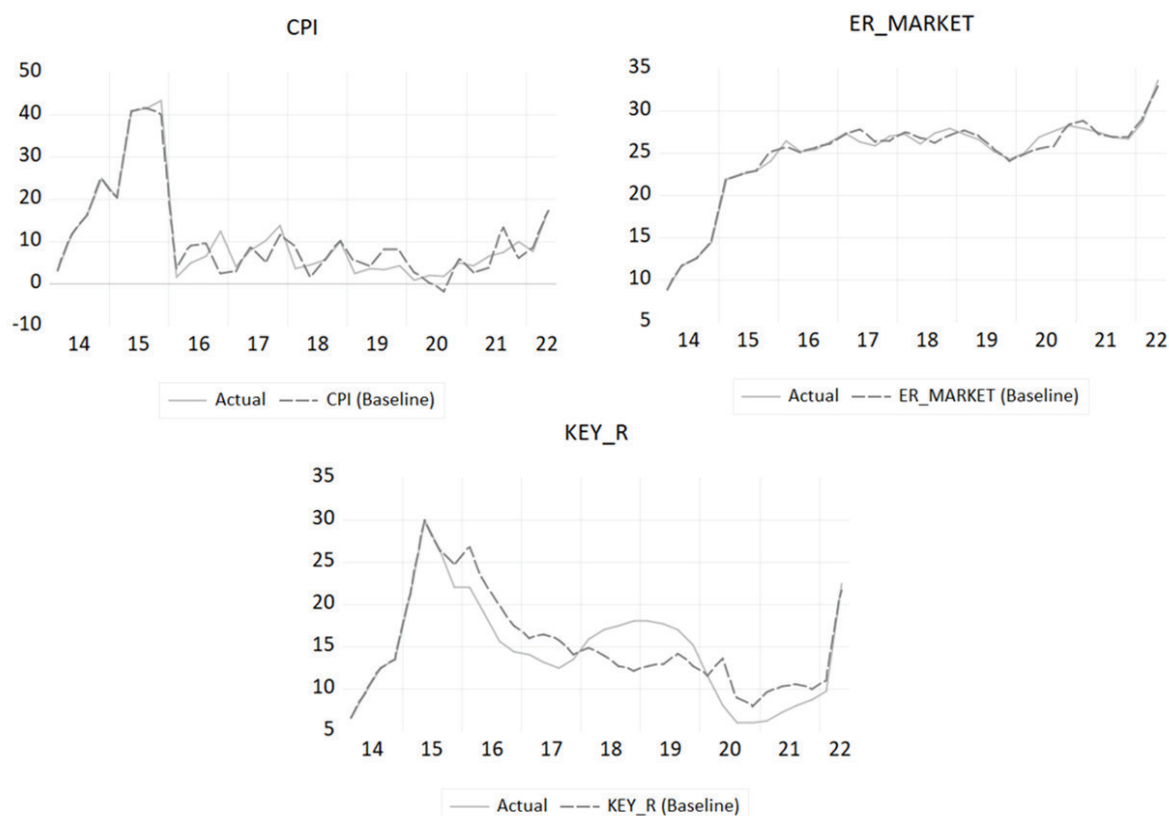 CPI
50
40
30
20
10
0
-10
14 15 16 17 18 19 20 21 22
Actual CPI (Baseline)
ER_MARKET
35
30
25
20
15
10
5
14 15 16 17 18 19 20 21 22
Actual ER_MARKET (Baseline)
KEY_R
35
30
25
20
15
10
5
14 15 16 17 18 19 20 21 22
Actual KEY_R (Baseline)